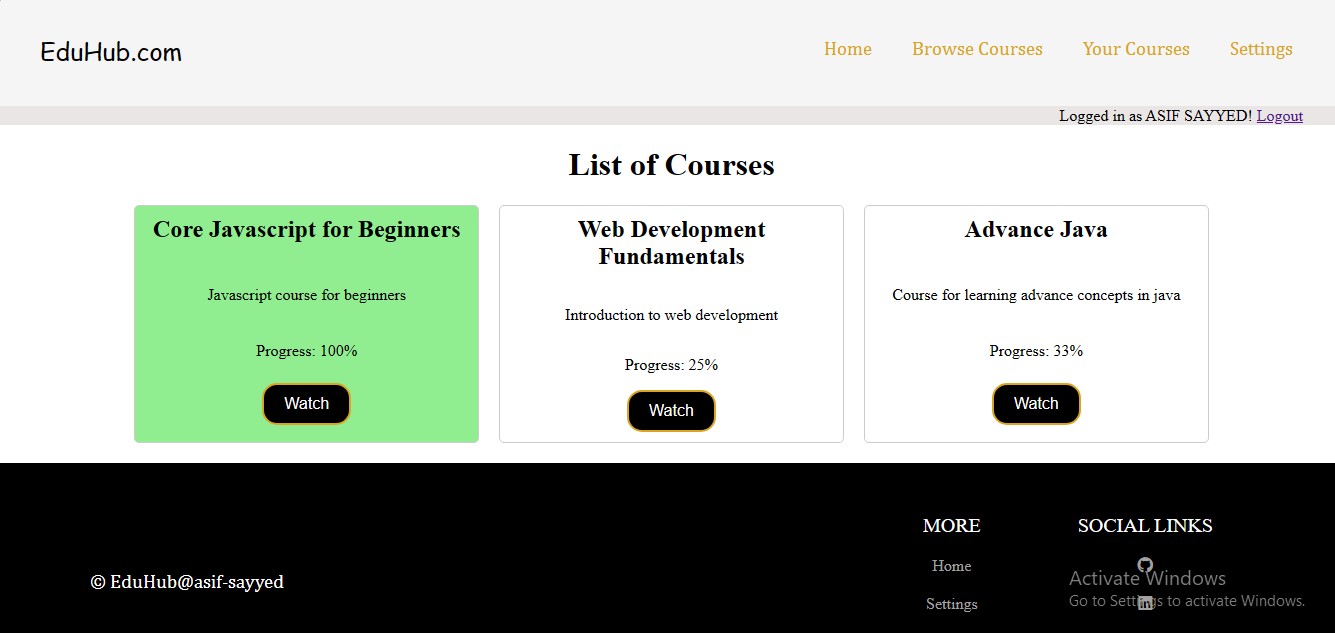 EduHub.com
Home Browse Courses Your Courses Settings
Logged in as ASIF SAYYED! Logout
List of Courses
Core Javascript for Beginners
Javascript course for beginners
Progress: 100%
Watch
Web Development
Fundamentals
Introduction to web development
Progress: 25%
Watch
Advance Java
Course for learning advance concepts in java
Progress: 33%
Watch
© EduHub@asif-sayyed
MORE
Home
Settings
SOCIAL LINKS
Activate Windows
Go to Settings to activate Windows.